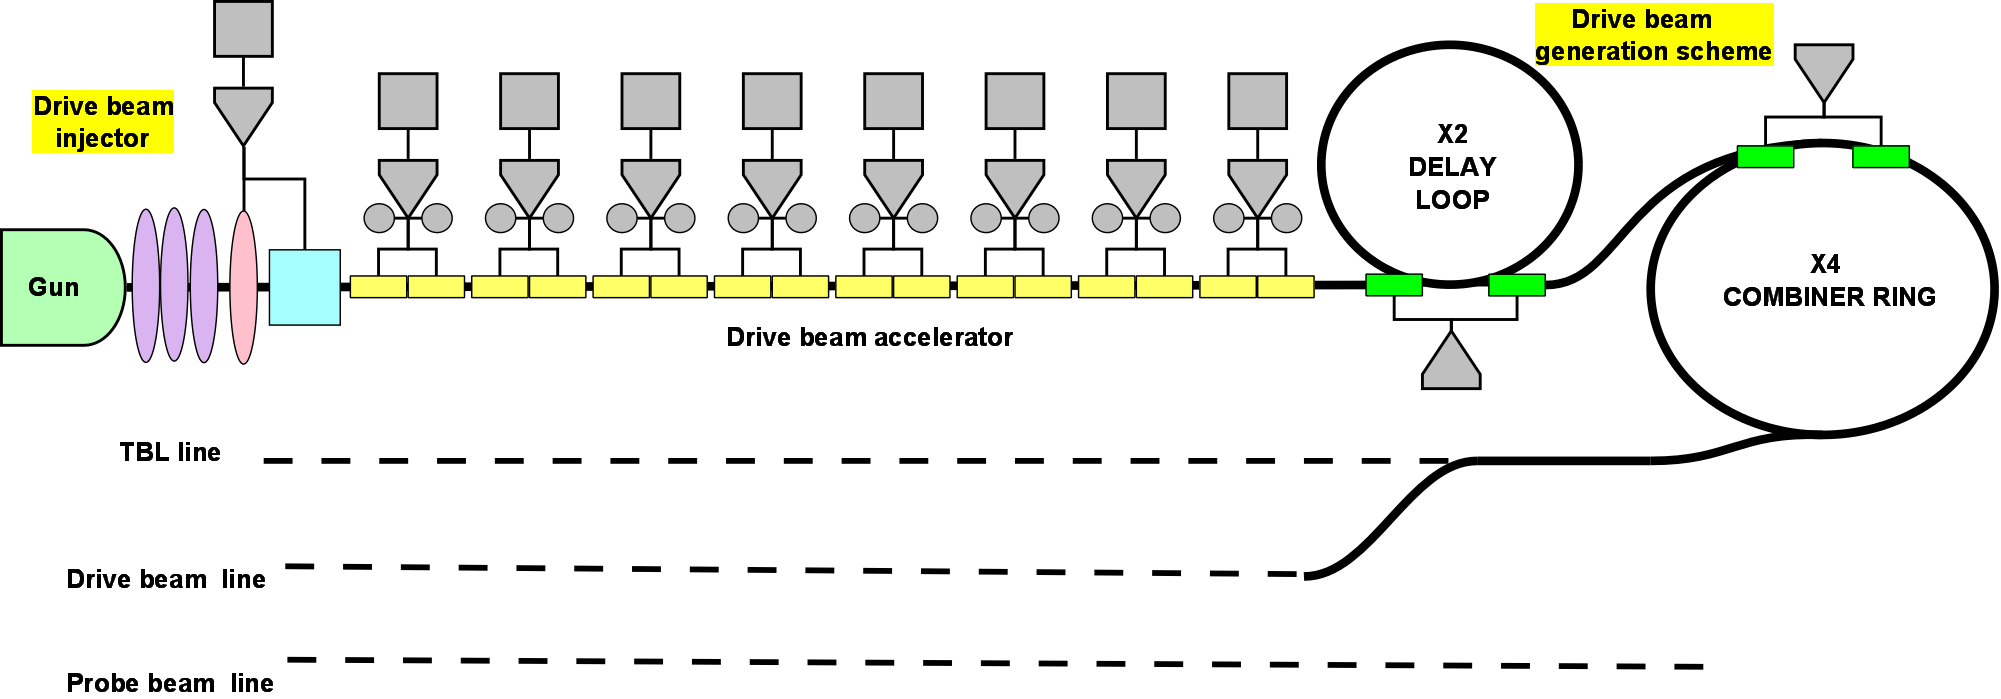 Drive beam
injector
Gun
Drive beam accelerator
X2
DELAY
LOOP
Drive beam
generation scheme
X4
COMBINER RING
TBL line
Drive beam line
Probe beam line